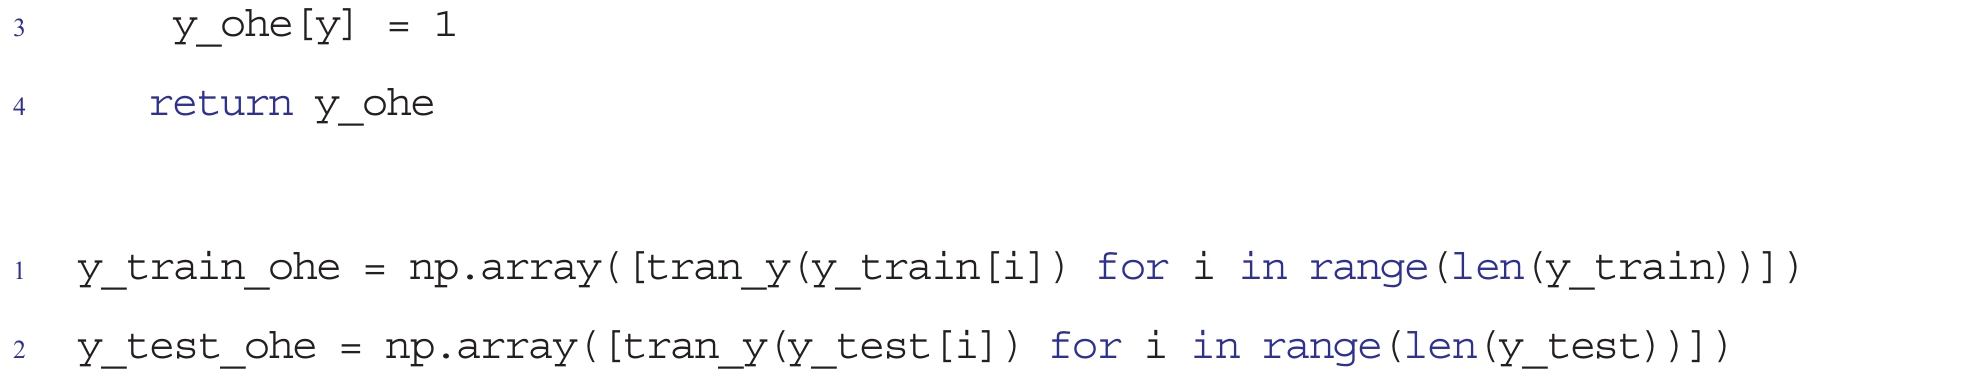 3 y_ohe[y] = 1
4 return y_ohe
1 y_train_ohe = np.array([tran_y(y_train[i]) for i in range(len(y_train))])
2 y_test_ohe = np.array([tran_y(y_test[i]) for i in range(len(y_test))])